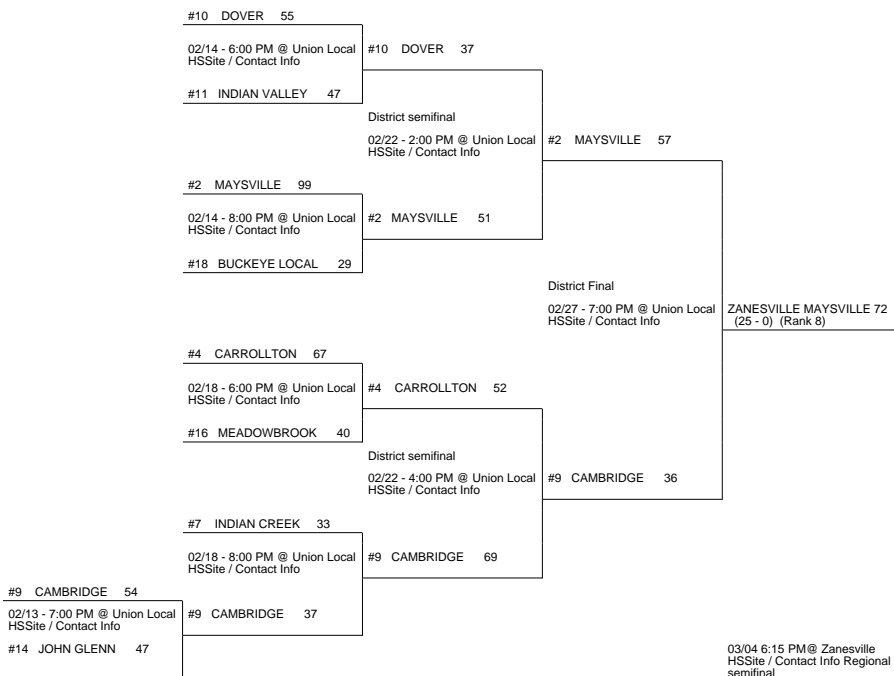 #10 DOVER 55
02/14 - 6:00 PM @ Union Local
HSSite / Contact Info
#10 DOVER 37
#11 INDIAN VALLEY 47
District semifinal
02/22 - 2:00 PM @ Union Local
HSSite / Contact Info
#2 MAYSVILLE 57
#2 MAYSVILLE 99
02/14 - 8:00 PM @ Union Local
HSSite / Contact Info
#2 MAYSVILLE 51
#18 BUCKEYE LOCAL 29
District Final
02/27 - 7:00 PM @ Union Local
HSSite / Contact Info
ZANESVILLE MAYSVILLE 72
(25 - 0) (Rank 8)
#4 CARROLLTON 67
02/18 - 6:00 PM @ Union Local
HSSite / Contact Info
#4 CARROLLTON 52
#16 MEADOWBROOK 40
District semifinal
02/22 - 4:00 PM @ Union Local
HSSite / Contact Info
#9 CAMBRIDGE 36
#7 INDIAN CREEK 33
02/18 - 8:00 PM @ Union Local
HSSite / Contact Info
#9 CAMBRIDGE 69
#9 CAMBRIDGE 54
02/13 - 7:00 PM @ Union Local
HSSite / Contact Info
#9 CAMBRIDGE 37
#14 JOHN GLENN 47
03/04 6:15 PM@ Zanesville
HSSite / Contact Info Regional
semifinal